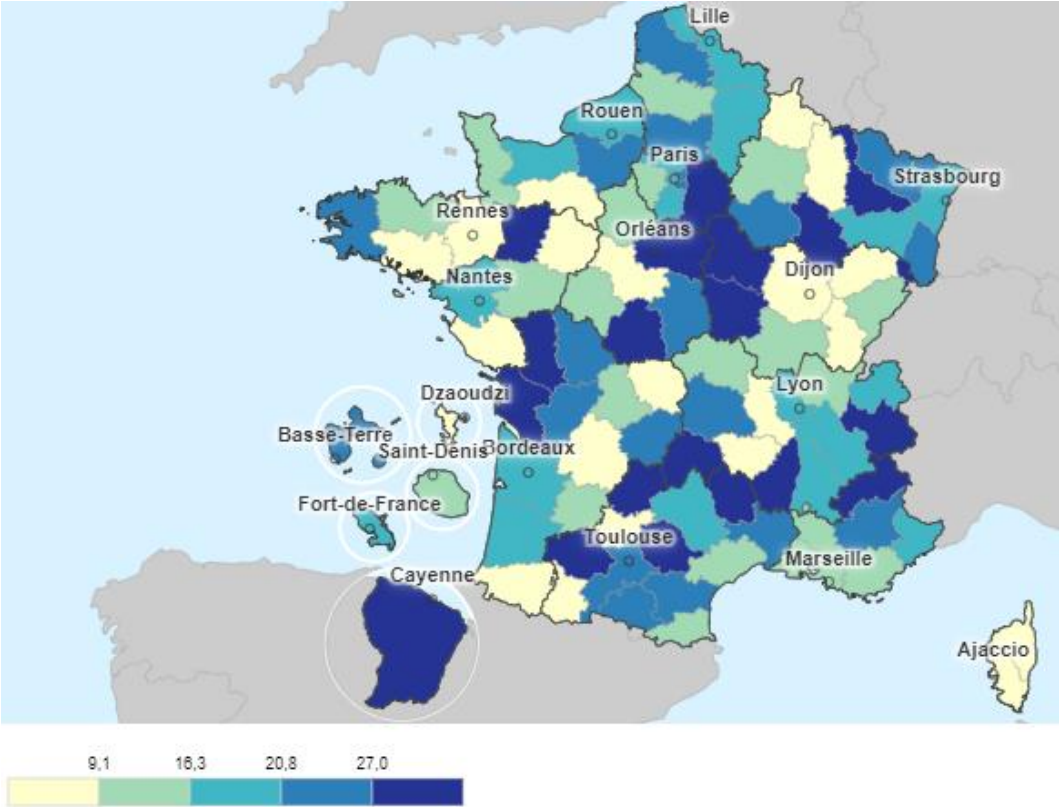 Lille
Rouen
Paris
Strasbourg
Rennes
Orléans
Dijon
Nantes
Dzaoudzi
Lyon
Basse-Terre
Saint-Denis
Bordeaux
Fort-de-France
Toulouse
Marseille
Cayenne
Ajaccio
9,1 16,3 20,8 27,0